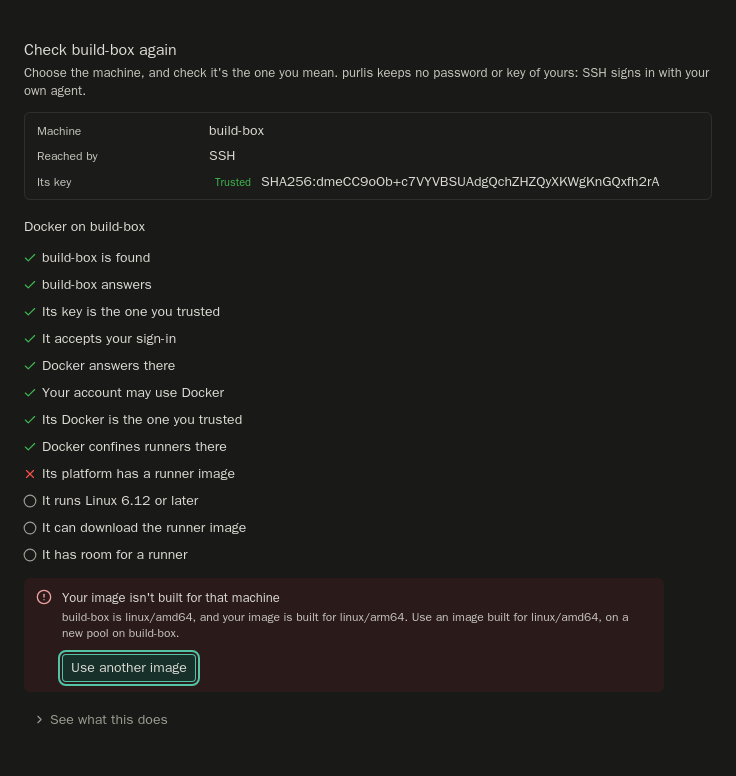 Check build-box again
Choose the machine, and check it's the one you mean. purlis keeps no password or key of yours: SSH signs in with your
own agent.
Machine build-box
Reached by SSH
Its key Trusted SHA256:dmeCC9oOb+c7VYVBSUAdgQchZHZQyXKWgKnGQxfh2rA
Docker on build-box
build-box is found
build-box answers
Its key is the one you trusted
It accepts your sign-in
Docker answers there
Your account may use Docker
Its Docker is the one you trusted
Docker confines runners there
Its platform has a runner image
It runs Linux 6.12 or later
It can download the runner image
It has room for a runner
Your image isn't built for that machine
build-box is linux/amd64, and your image is built for linux/arm64. Use an image built for linux/amd64, on a
new pool on build-box.
Use another image
See what this does